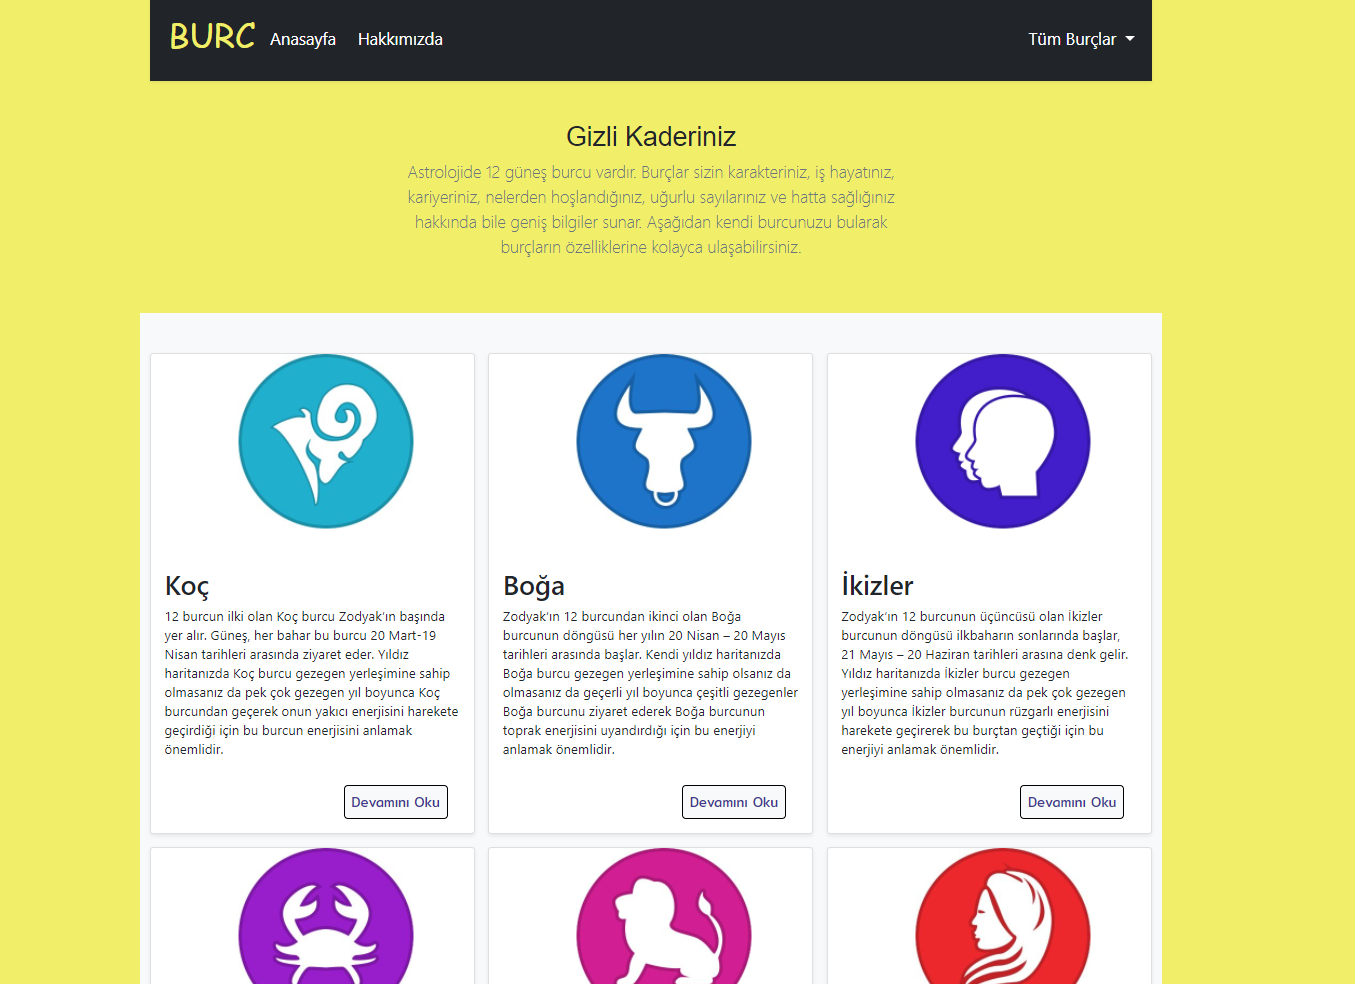 BURC Anasayfa Hakkımızda Tüm Burçlar
Gizli Kaderiniz
Astrolojide 12 güneş burcu vardır. Burçlar sizin karakteriniz, iş hayatınız,
kariyeriniz, nelerden hoşlandığınız, uğurlu sayılarınız ve hatta sağlığınız
hakkında bile geniş bilgiler sunar. Aşağıdan kendi burcunuzu bularak
burçların özelliklerine kolayca ulaşabilirsiniz.
Koç
12 burcun ilki olan Koç burcu Zodyak'ın başında
yer alır. Güneş, her bahar bu burcu 20 Mart-19
Nisan tarihleri arasında ziyaret eder. Yıldız
haritanızda Koç burcu gezegen yerleşimine sahip
olmasanız da pek çok gezegen yıl boyunca Koç
burcundan geçerek onun yakıcı enerjisini harekete
geçirdiği için bu burcun enerjisini anlamak
önemlidir.
Devamını Oku
Boğa
Zodyak'ın 12 burcundan ikinci olan Boğa
burcunun döngüsü her yılın 20 Nisan – 20 Mayıs
tarihleri arasında başlar. Kendi yıldız haritanızda
Boğa burcu gezegen yerleşimine sahip olsanız da
olmasanız da geçerli yıl boyunca çeşitli gezegenler
Boğa burcunu ziyaret ederek Boğa burcunun
toprak enerjisini uyandırdığı için bu enerjiyi
anlamak önemlidir.
Devamını Oku
İkizler
Zodyak'ın 12 burcunun üçüncüsü olan İkizler
burcunun döngüsü ilkbaharın sonlarında başlar,
21 Mayıs – 20 Haziran tarihleri arasına denk gelir.
Yıldız haritanızda İkizler burcu gezegen
yerleşimine sahip olmasanız da pek çok gezegen
yıl boyunca İkizler burcunun rüzgarlı enerjisini
harekete geçirerek bu burçtan geçtiği için bu
enerjiyi anlamak önemlidir.
Devamını Oku